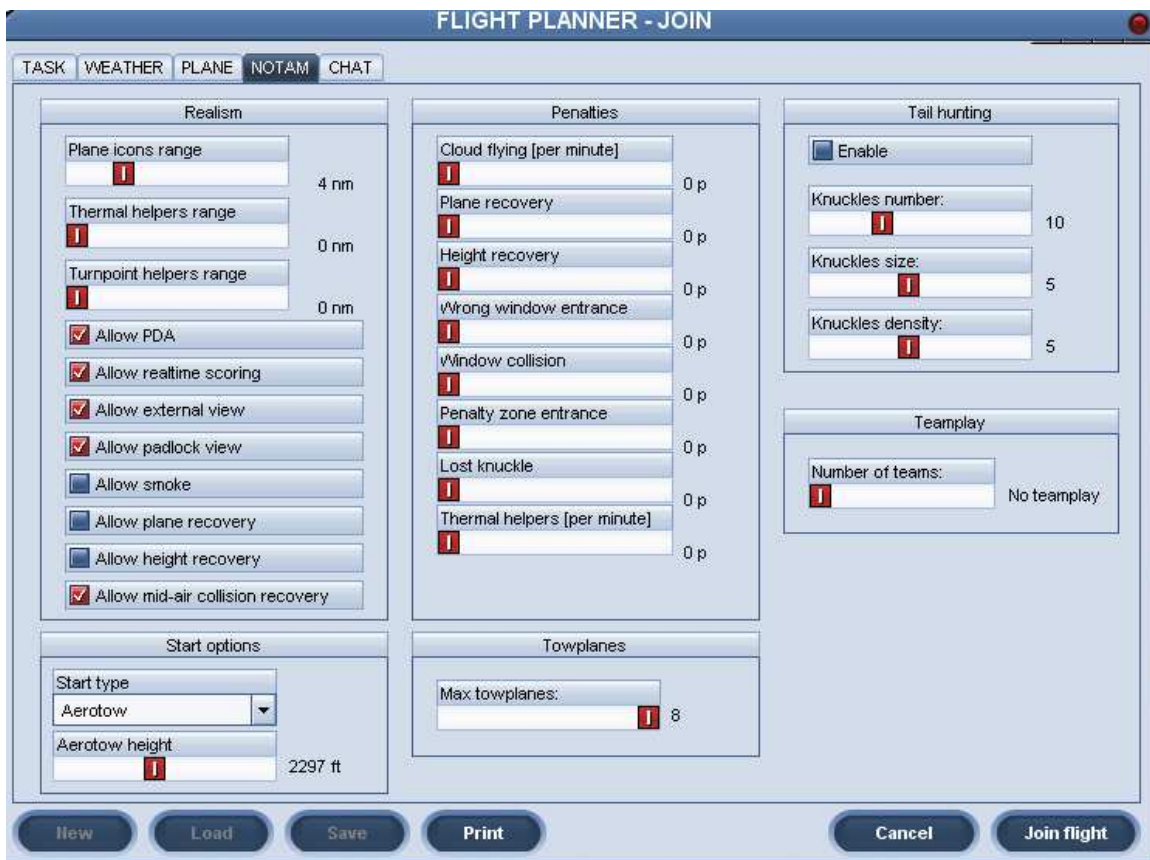 FLIGHT PLANNER - JOIN
TASK WEATHER PLANE NOTAM CHAT
Realism
Plane icons range
4 nm
Thermal helpers range
0 nm
Turnpoint helpers range
0 nm
Allow PDA
Allow realtime scoring
Allow external view
Allow padlock view
Allow smoke
Allow plane recovery
Allow height recovery
Allow mid-air collision recovery
Start options
Start type
Aerotow
Aerotow height
2297 ft
Penalties
Cloud flying [per minute]
0 p
Plane recovery
0 p
Height recovery
0 p
Wrong window entrance
0 p
Window collision
0 p
Penalty zone entrance
0 p
Lost knuckle
0 p
Thermal helpers [per minute]
0 p
Towplanes
Max towplanes:
8
Tail hunting
Enable
Knuckles number:
10
Knuckles size:
5
Knuckles density:
5
Teamplay
Number of teams:
No teamplay
New Load Save Print Cancel Join flight